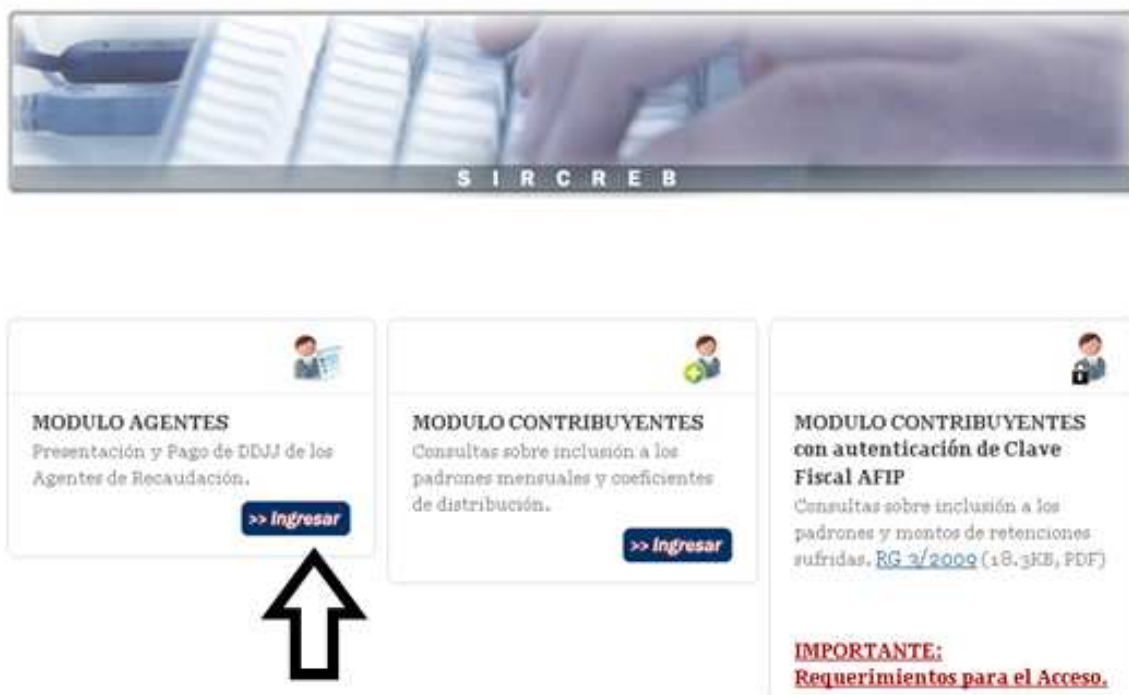 SIRCREB
MODULO AGENTES
Presentación y Pago de DDJJ de los
Agentes de Recaudación.
>> Ingresar
MODULO CONTRIBUYENTES
Consultas sobre inclusión a los
padrones mensuales y coeficientes
de distribución.
>> Ingresar
MODULO CONTRIBUYENTES
con autenticación de Clave
Fiscal AFIP
Consultas sobre inclusión a los
padrones y montos de retenciones
sufridas. RG 3/2009 (18.3KB, PDF)
IMPORTANTE:
Requerimientos para el Acceso.